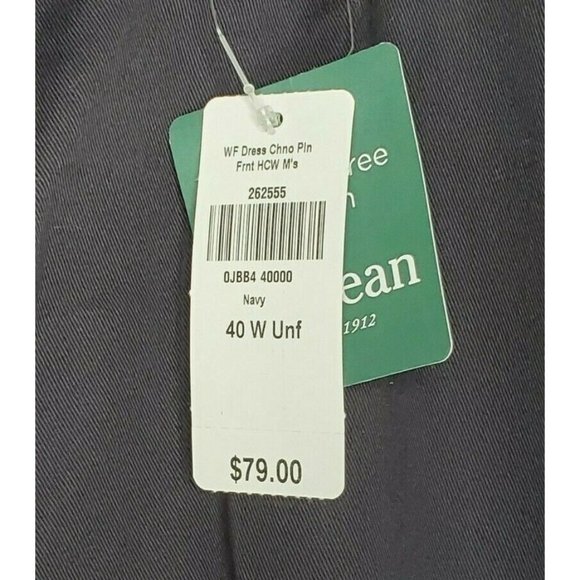 WF Dress Chno Pln
Frnt HCW M's
262555
0JBB4 40000
Navy
40 W Unf
$79.00
ree
ean
1912